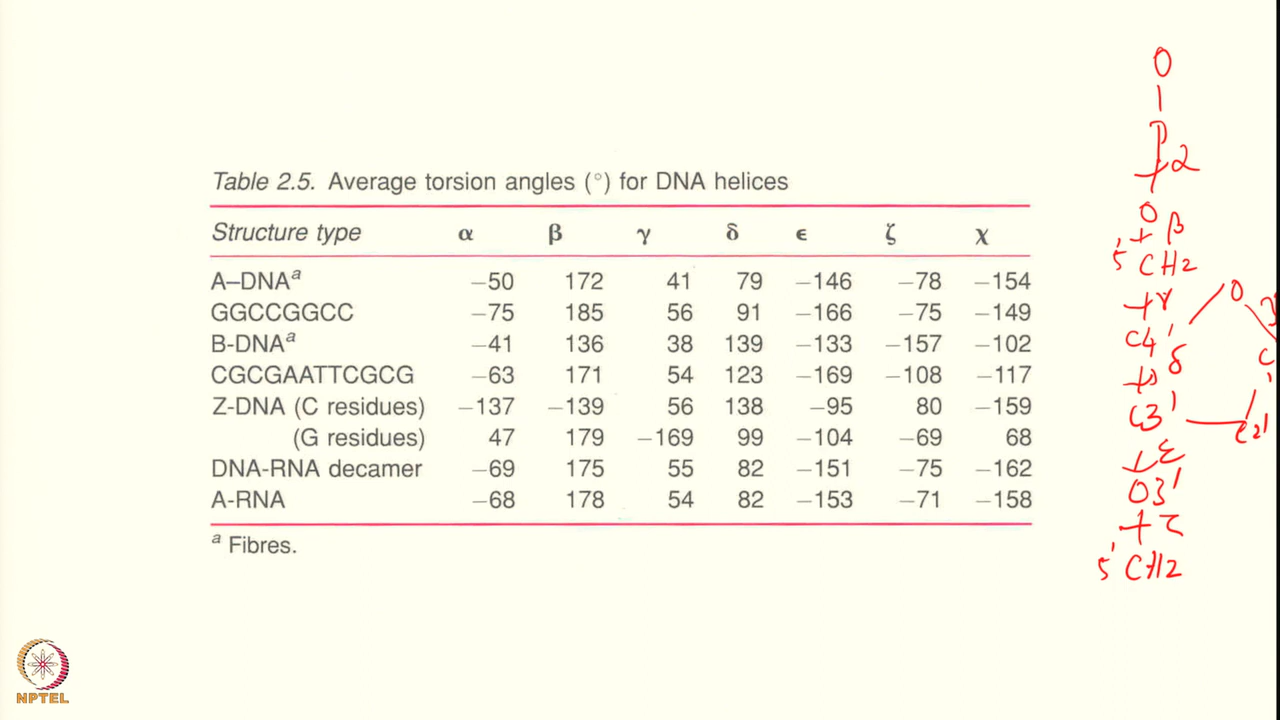 Table 2.5. Average torsion angles (°) for DNA helices
Structure type α β γ δ ϵ ζ χ
A–DNAª −50 172 41 79 −146 −78 −154
GGCCGGCC −75 185 56 91 −166 −75 −149
B-DNAª −41 136 38 139 −133 −157 −102
CGCGAATTCGCG −63 171 54 123 −169 −108 −117
Z-DNA (C residues) −137 −139 56 138 −95 80 −159
(G residues) 47 179 −169 99 −104 −69 68
DNA-RNA decamer −69 175 55 82 −151 −75 −162
A-RNA −68 178 54 82 −153 −71 −158
ª Fibres.
O
P
α
O
β
5' CH2
γ
O
C4'
δ
C
C3'
C2'
ε
O3'
ζ
5' CH2
NPTEL